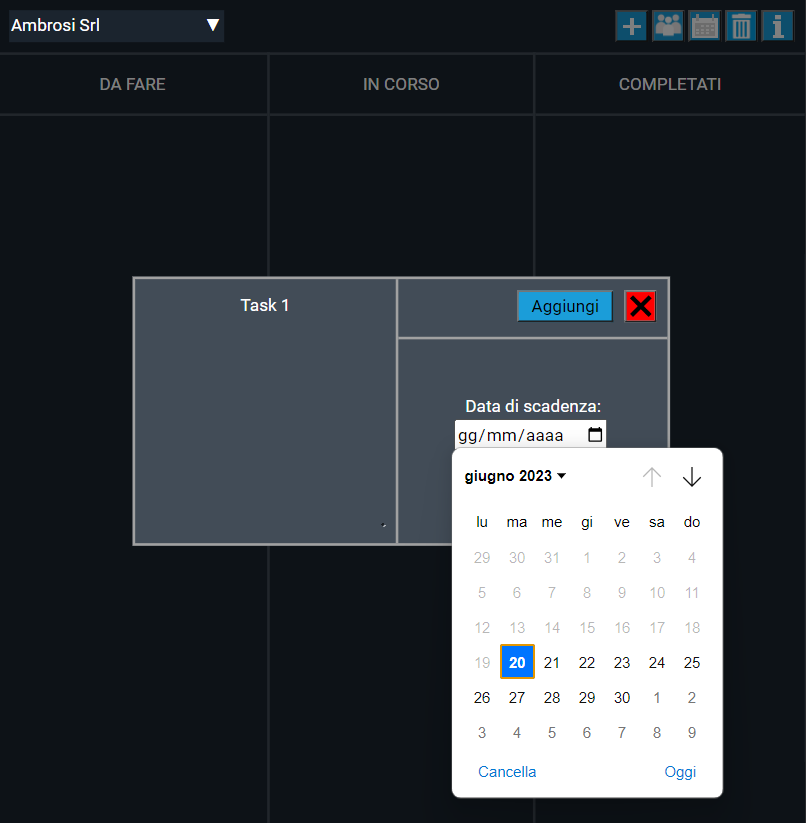 Ambrosi Srl
DA FARE IN CORSO COMPLETATI
Task 1
Aggiungi
Data di scadenza:
gg/mm/aaaa
giugno 2023
lu ma me gi ve sa do
29 30 31 1 2 3 4
5 6 7 8 9 10 11
12 13 14 15 16 17 18
19 20 21 22 23 24 25
26 27 28 29 30 1 2
3 4 5 6 7 8 9
Cancella Oggi